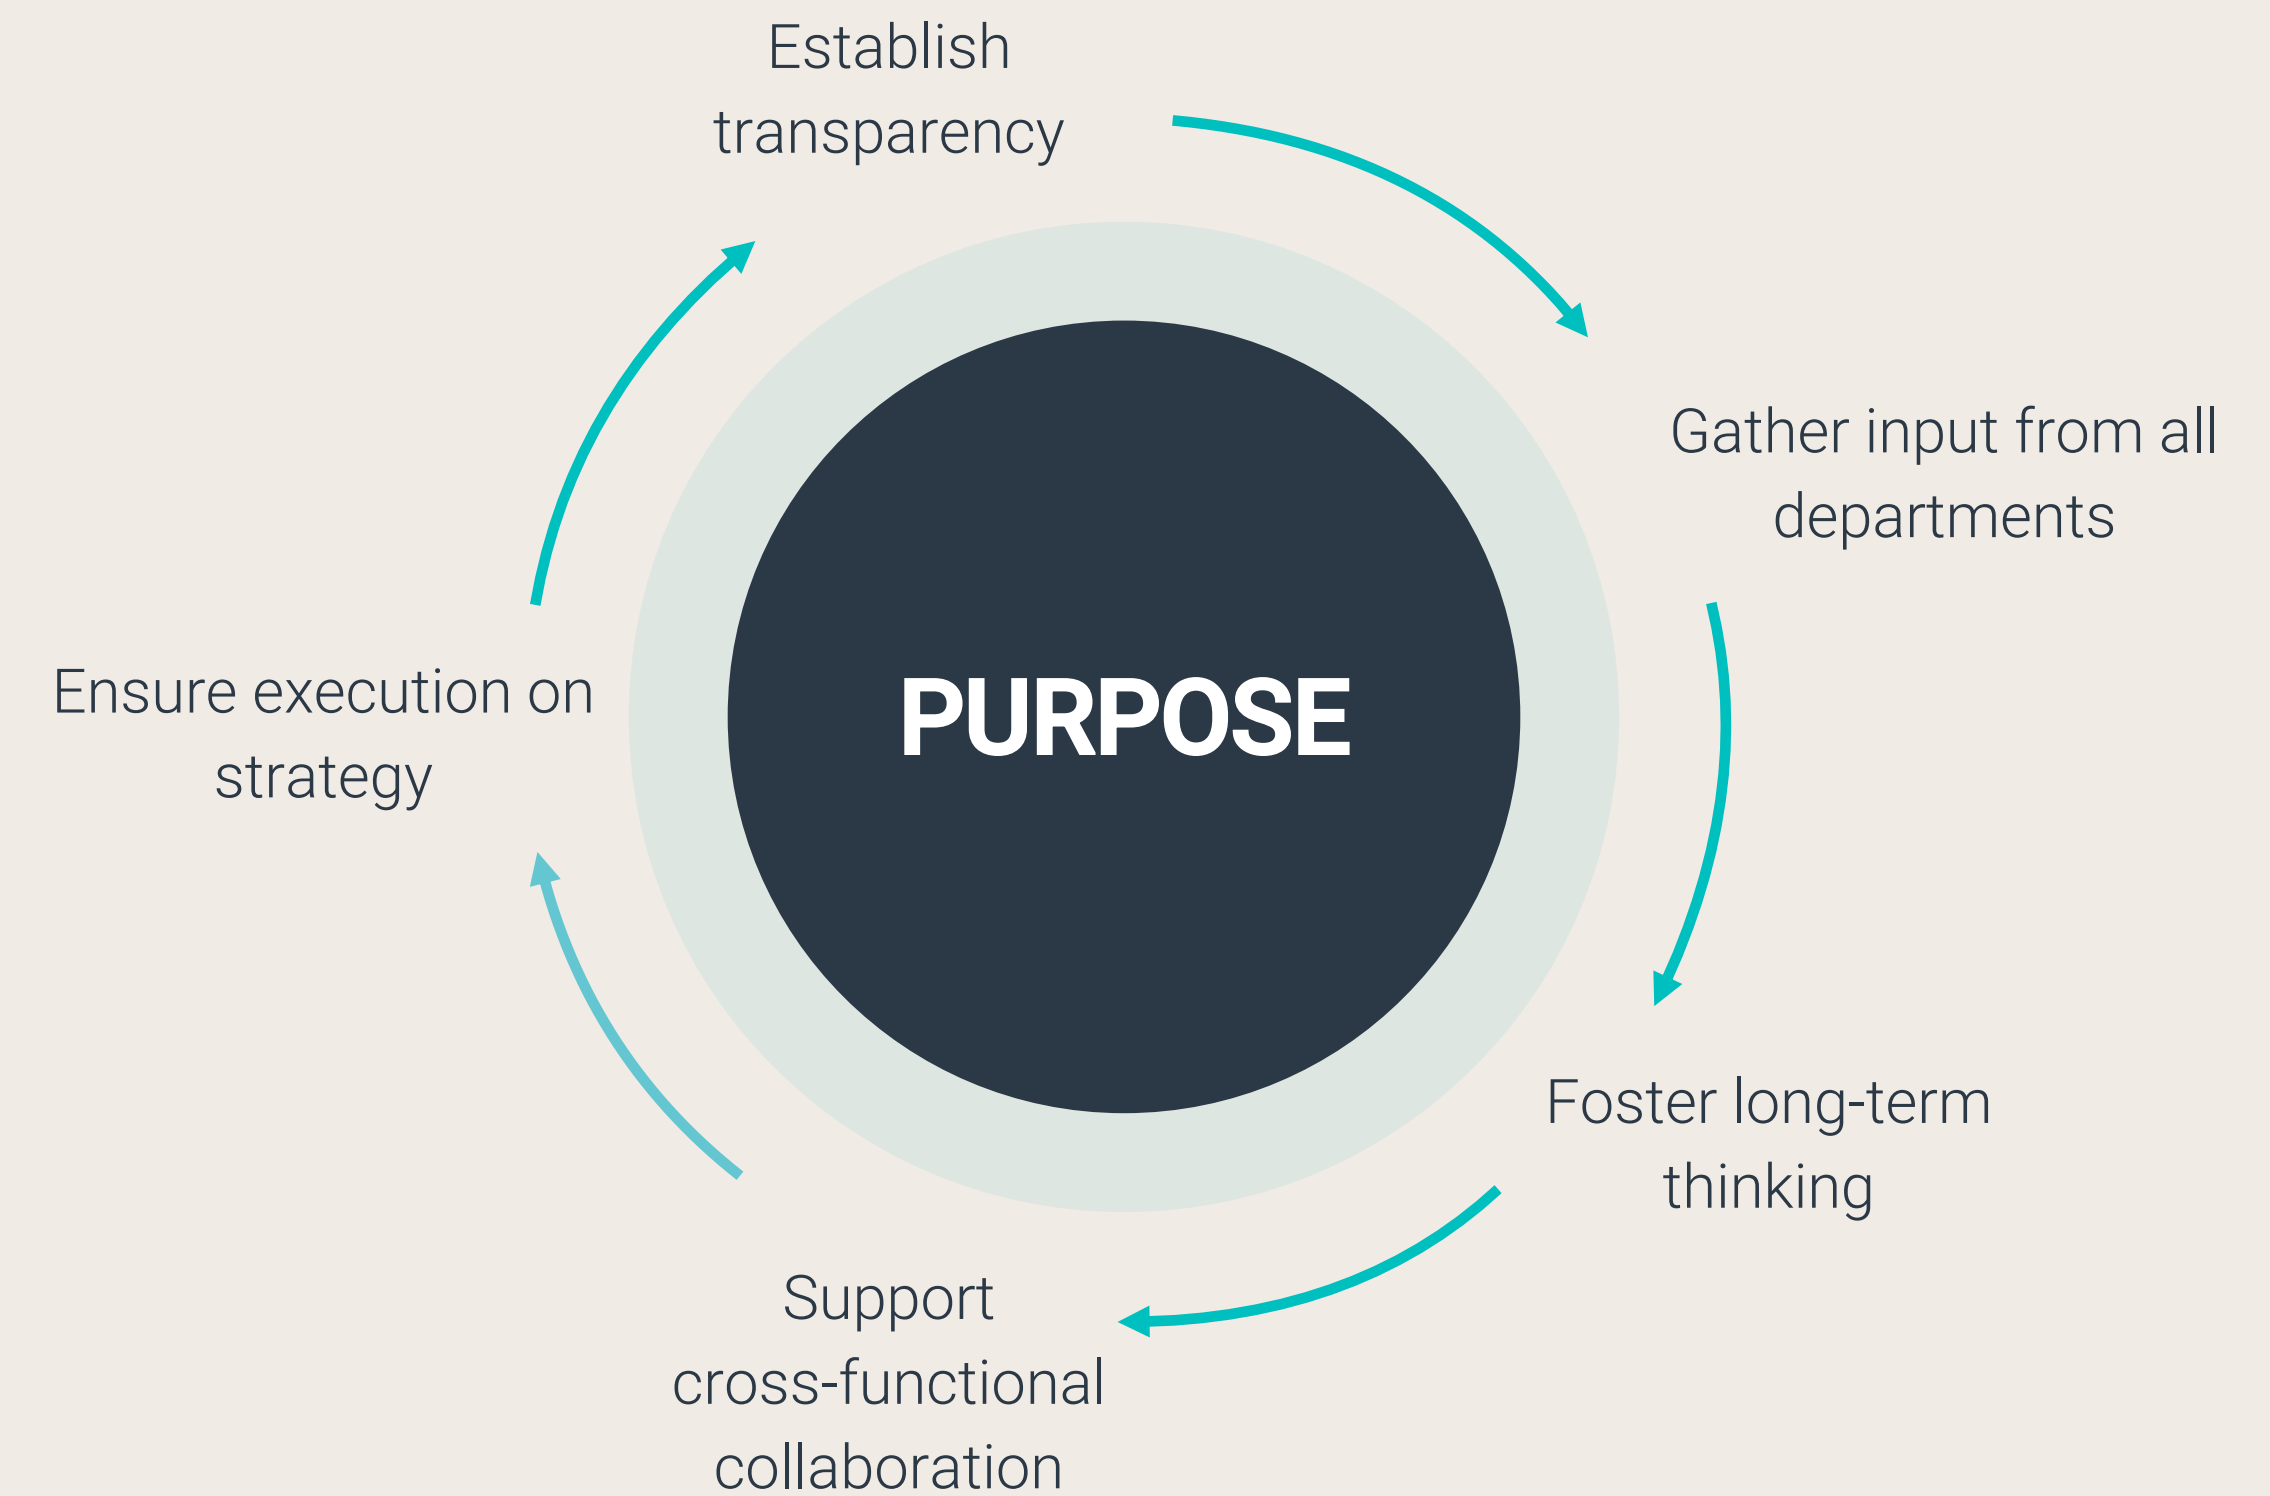 Establish
transparency
Gather input from all
departments
PURPOSE
Ensure execution on
strategy
Foster long-term
thinking
Support
cross-functional
collaboration